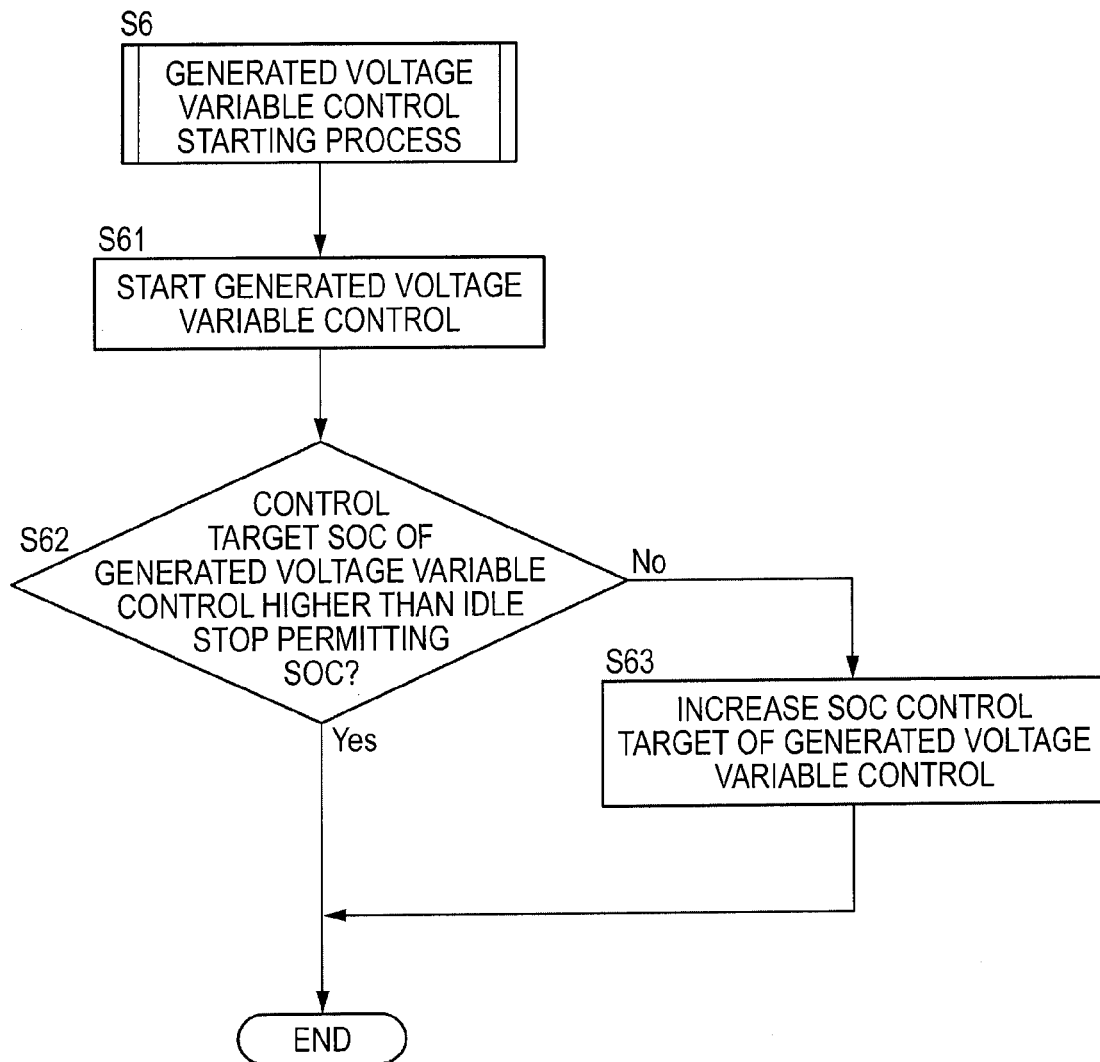 S6
GENERATED VOLTAGE
VARIABLE CONTROL
STARTING PROCESS
S61
START GENERATED VOLTAGE
VARIABLE CONTROL
S62
CONTROL
TARGET SOC OF
GENERATED VOLTAGE VARIABLE
CONTROL HIGHER THAN IDLE
STOP PERMITTING
SOC?
No
Yes
S63
INCREASE SOC CONTROL
TARGET OF GENERATED VOLTAGE
VARIABLE CONTROL
END